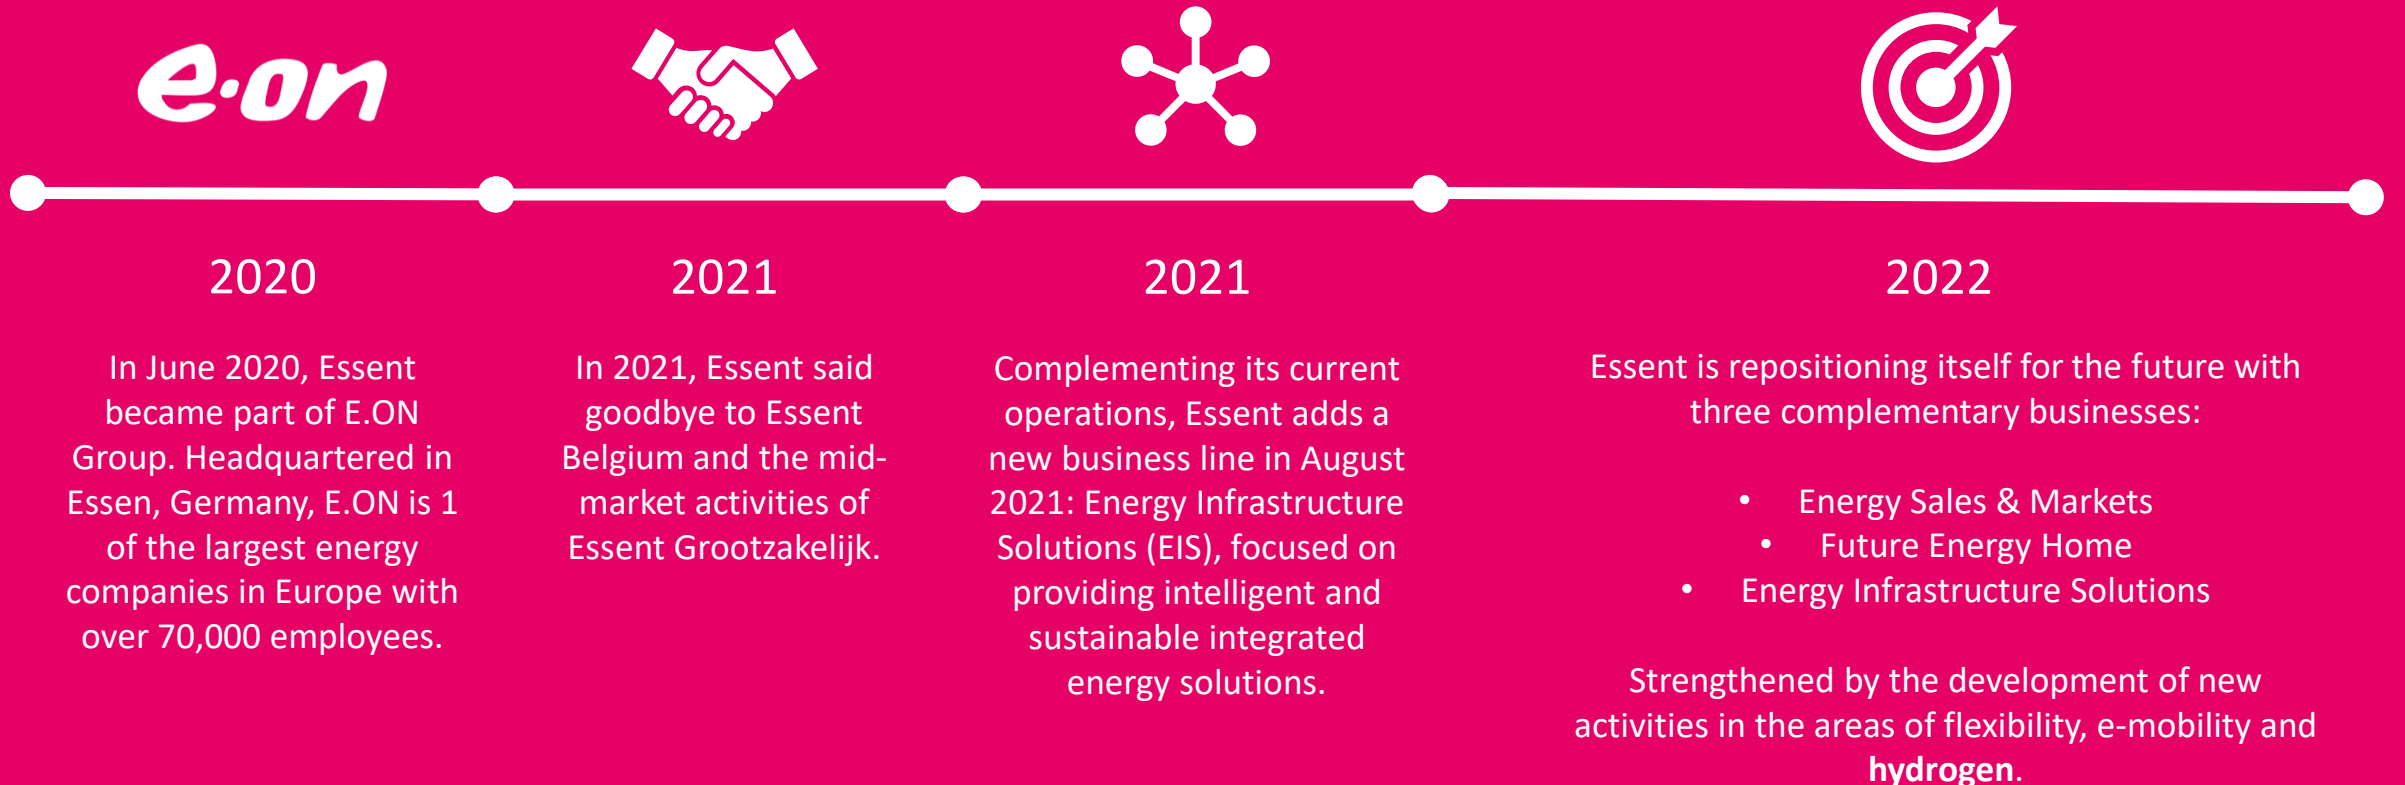 e·on
2020
In June 2020, Essent
became part of E.ON
Group. Headquartered in
Essen, Germany, E.ON is 1
of the largest energy
companies in Europe with
over 70,000 employees.
2021
In 2021, Essent said
goodbye to Essent
Belgium and the mid-
market activities of
Essent Grootzakelijk.
2021
Complementing its current
operations, Essent adds a
new business line in August
2021: Energy Infrastructure
Solutions (EIS), focused on
providing intelligent and
sustainable integrated
energy solutions.
2022
Essent is repositioning itself for the future with
three complementary businesses:
• Energy Sales & Markets
• Future Energy Home
• Energy Infrastructure Solutions
Strengthened by the development of new
activities in the areas of flexibility, e-mobility and
hydrogen.